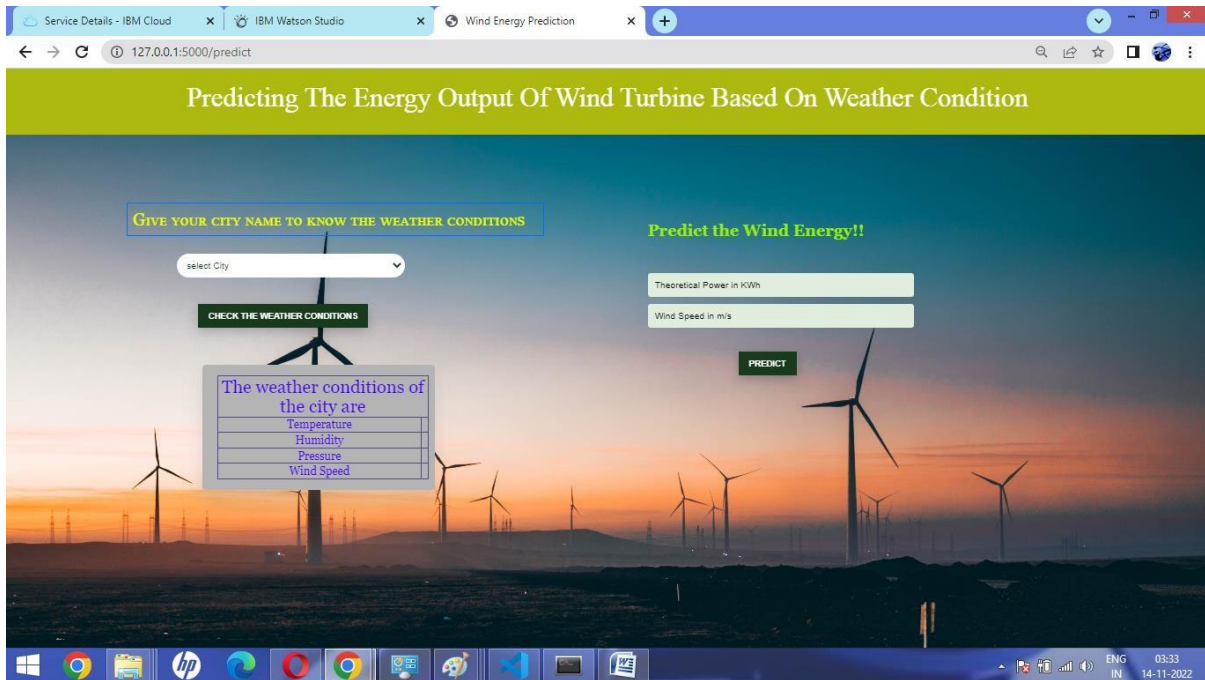 Service Details - IBM Cloud
IBM Watson Studio
Wind Energy Prediction
127.0.0.1:5000/predict
Predicting The Energy Output Of Wind Turbine Based On Weather Condition
Give your city name to know the weather conditions
select City
CHECK THE WEATHER CONDITIONS
The weather conditions of
the city are
Temperature
Humidity
Pressure
Wind Speed
Predict the Wind Energy!!
Theoretical Power in KWh
Wind Speed in m/s
PREDICT
hp
ENG
IN
03:33
14-11-2022